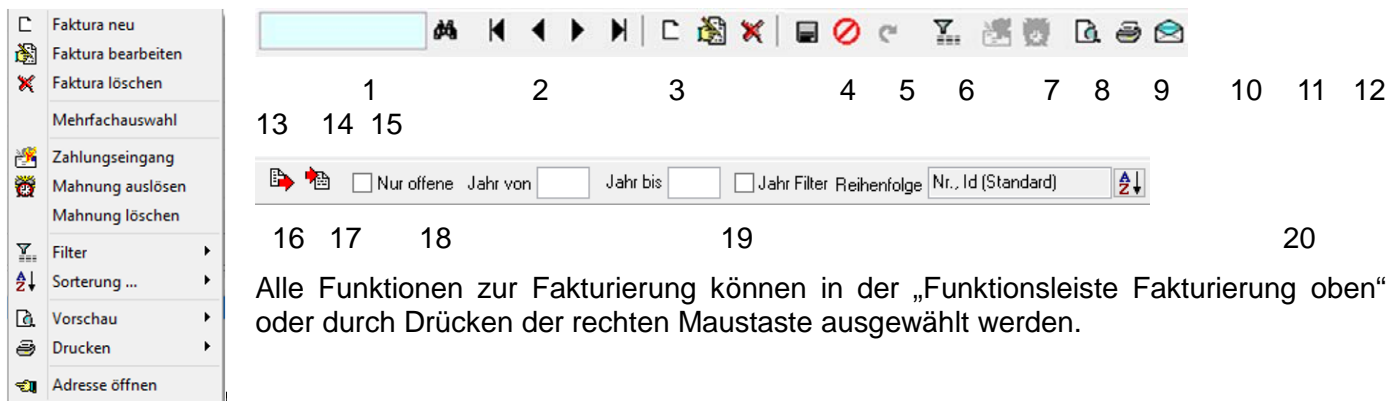 Faktura neu
Faktura bearbeiten
Faktura löschen
Mehrfachauswahl
Zahlungseingang
Mahnung auslösen
Mahnung löschen
Filter
Sorterung ...
Vorschau
Drucken
Adresse öffnen
1 2 3 4 5 6 7 8 9 10 11 12
13 14 15
Nur offene Jahr von Jahr bis Jahr Filter Reihenfolge Nr., Id (Standard)
16 17 18 19 20
Alle Funktionen zur Fakturierung können in der „Funktionsleiste Fakturierung oben“
oder durch Drücken der rechten Maustaste ausgewählt werden.